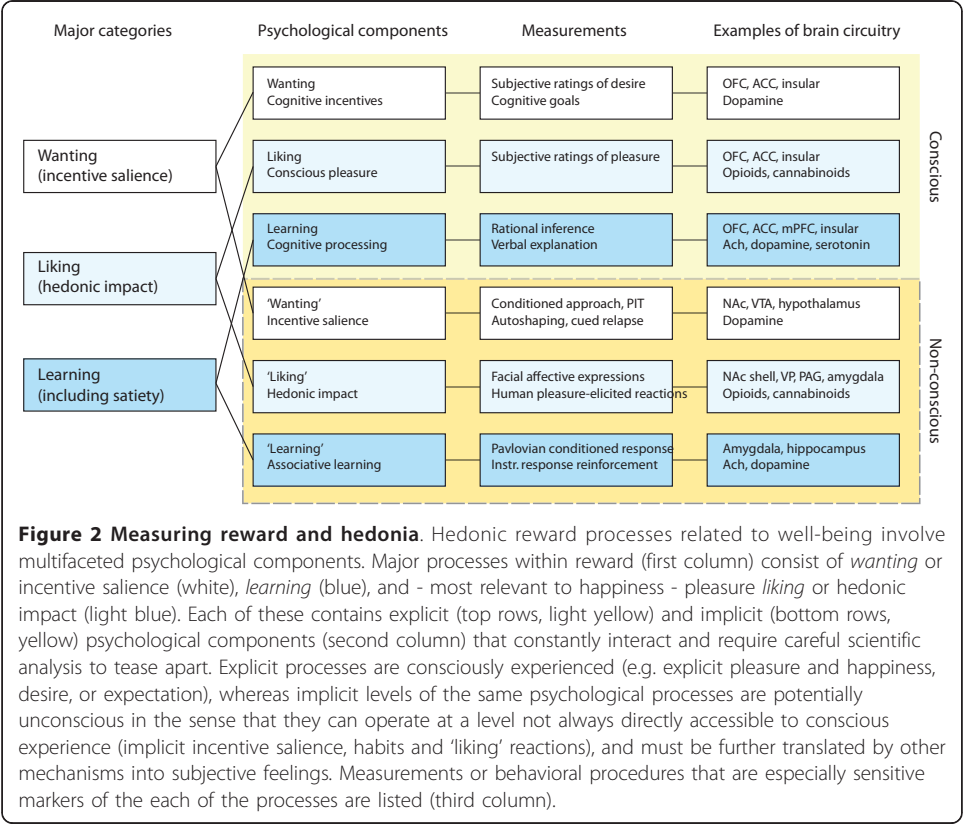 Major categories
Psychological components
Measurements
Examples of brain circuitry
Wanting
(incentive salience)
Liking
(hedonic impact)
Learning
(including satiety)
Wanting
Cognitive incentives
Subjective ratings of desire
Cognitive goals
OFC, ACC, insular
Dopamine
Liking
Conscious pleasure
Subjective ratings of pleasure
OFC, ACC, insular
Opioids, cannabinoids
Learning
Cognitive processing
Rational inference
Verbal explanation
OFC, ACC, mPFC, insular
Ach, dopamine, serotonin
Conscious
'Wanting'
Incentive salience
Conditioned approach, PIT
Autoshaping, cued relapse
NAc, VTA, hypothalamus
Dopamine
'Liking'
Hedonic impact
Facial affective expressions
Human pleasure-elicited reactions
NAc shell, VP, PAG, amygdala
Opioids, cannabinoids
'Learning'
Associative learning
Pavlovian conditioned response
Instr. response reinforcement
Amygdala, hippocampus
Ach, dopamine
Non-conscious
Figure 2 Measuring reward and hedonia. Hedonic reward processes related to well-being involve
multifaceted psychological components. Major processes within reward (first column) consist of wanting or
incentive salience (white), learning (blue), and - most relevant to happiness - pleasure liking or hedonic
impact (light blue). Each of these contains explicit (top rows, light yellow) and implicit (bottom rows,
yellow) psychological components (second column) that constantly interact and require careful scientific
analysis to tease apart. Explicit processes are consciously experienced (e.g. explicit pleasure and happiness,
desire, or expectation), whereas implicit levels of the same psychological processes are potentially
unconscious in the sense that they can operate at a level not always directly accessible to conscious
experience (implicit incentive salience, habits and 'liking' reactions), and must be further translated by other
mechanisms into subjective feelings. Measurements or behavioral procedures that are especially sensitive
markers of the each of the processes are listed (third column).